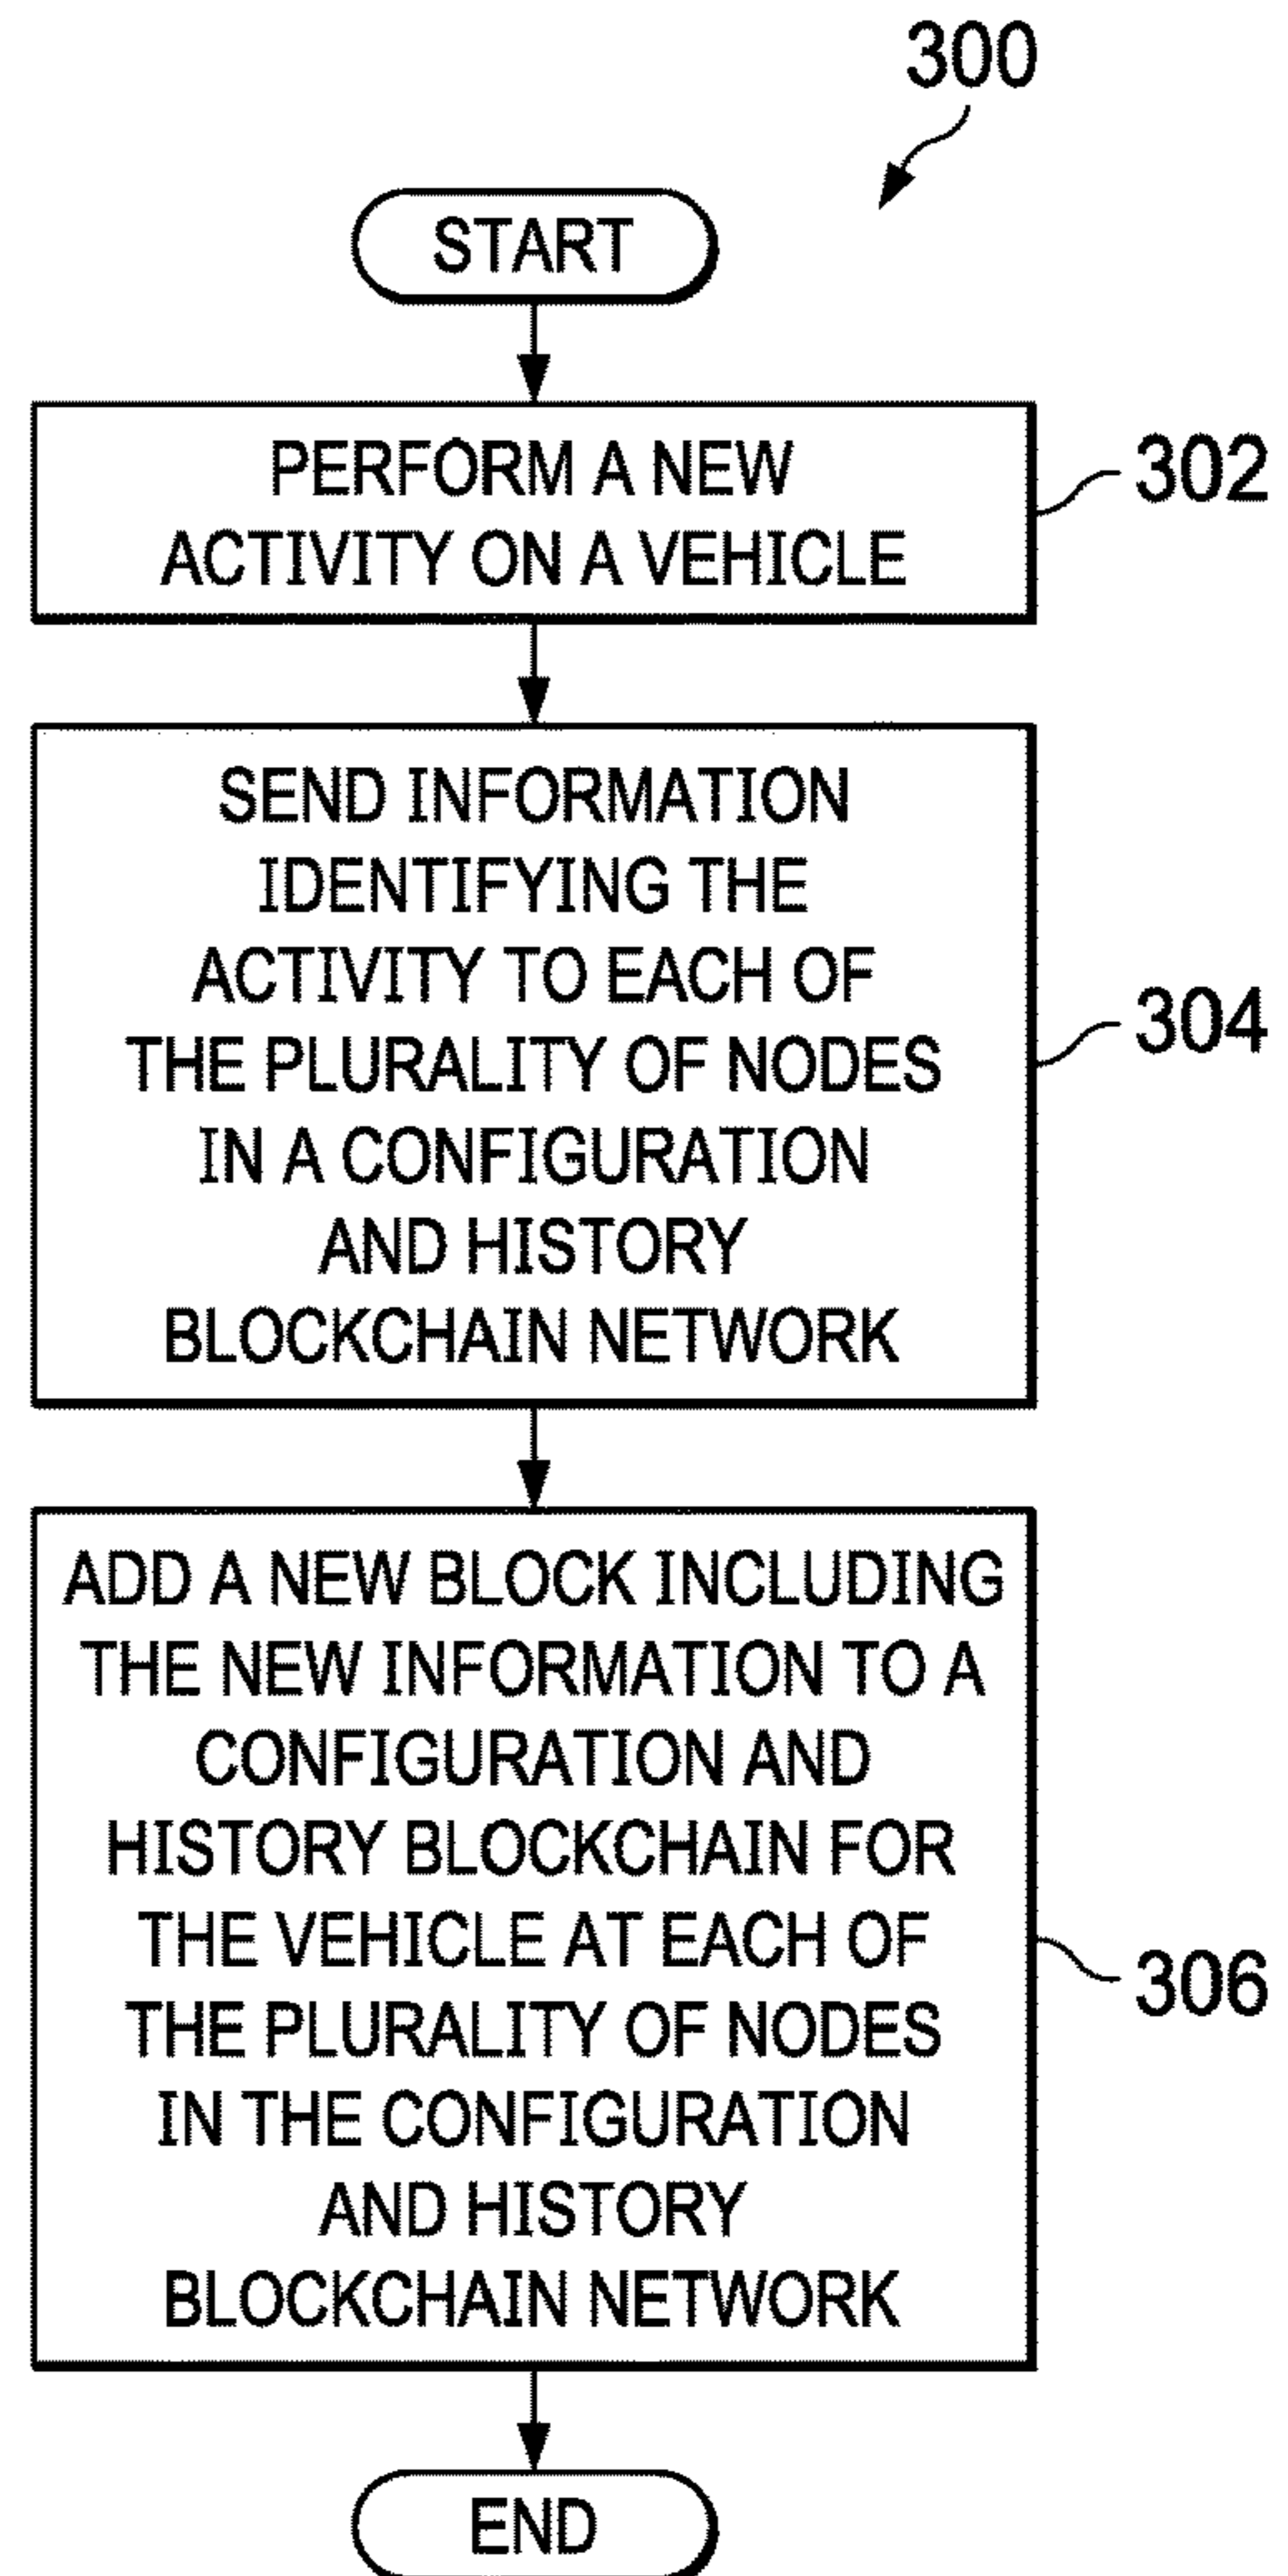 300
START
PERFORM A NEW
ACTIVITY ON A VEHICLE
302
SEND INFORMATION
IDENTIFYING THE
ACTIVITY TO EACH OF
THE PLURALITY OF NODES
IN A CONFIGURATION
AND HISTORY
BLOCKCHAIN NETWORK
304
ADD A NEW BLOCK INCLUDING
THE NEW INFORMATION TO A
CONFIGURATION AND
HISTORY BLOCKCHAIN FOR
THE VEHICLE AT EACH OF
THE PLURALITY OF NODES
IN THE CONFIGURATION
AND HISTORY
BLOCKCHAIN NETWORK
306
END